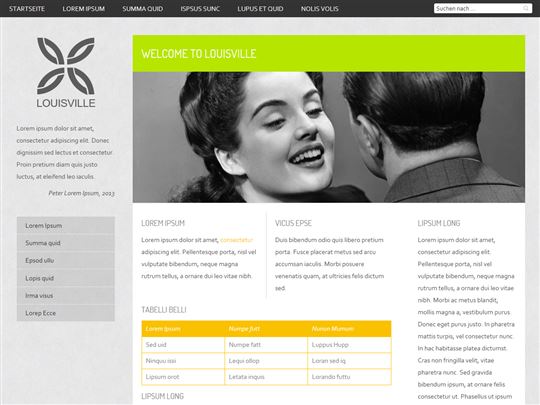 STARTSEITE LOREM IPSUM SUMMA QUID ISPSUS SUNC LUPUS ET QUID NOLIS VOLIS Suchen nach ...
LOUISVILLE
Lorem ipsum dolor sit amet,
consectetur adipiscing elit. Donec
dignissim sed lectus et consectetur.
Proin pretium diam quis justo
luctus, at eleifend leo iaculis.
Peter Lorem Ipsum, 2013
Lorem Ipsum
Summa quid
Epsod ullu
Lopis quid
Irma visus
Lorep Ecce
WELCOME TO LOUISVILLE
LOREM IPSUM
Lorem ipsum dolor sit amet, consectetur
adipiscing elit. Pellentesque porta, nisl vel
vulputate bibendum, neque magna
rutrum tellus, a ornare dui leo vitae nibh.
VICUS EPSE
Duis bibendum odio quis libero pretium
porta. Fusce placerat metus sed arcu
accumsan iaculis. Morbi posuere
venenatis quam, at ultricies felis dictum
sed.
TABELLI BELLI
Lorem Ipsum Numpe futt Nunun Mumum
Sed uid Numpe fatt Luppus Hupp
Ninquu issi Lequi ollop Loran sed iq
Lipsum orot Letata inquis Lorando futtu
LIPSUM LONG
LIPSUM LONG
Lorem ipsum dolor sit amet,
consectetur adipiscing elit.
Pellentesque porta, nisl vel
vulputate bibendum, neque
magna rutrum tellus, a
ornare dui leo vitae nibh.
Morbi ac metus blandit,
mollis magna a, vestibulum purus.
Donec eget purus justo. In
pharetra mattis turpis, vel
consectetur nunc.
In hac habitasse platea dictumst.
Cras non fringilla velit, vitae
pharetra neque. Sed gravida
bibendum ipsum, at ornare felis
consequat ut. Phasellus ut ipsum